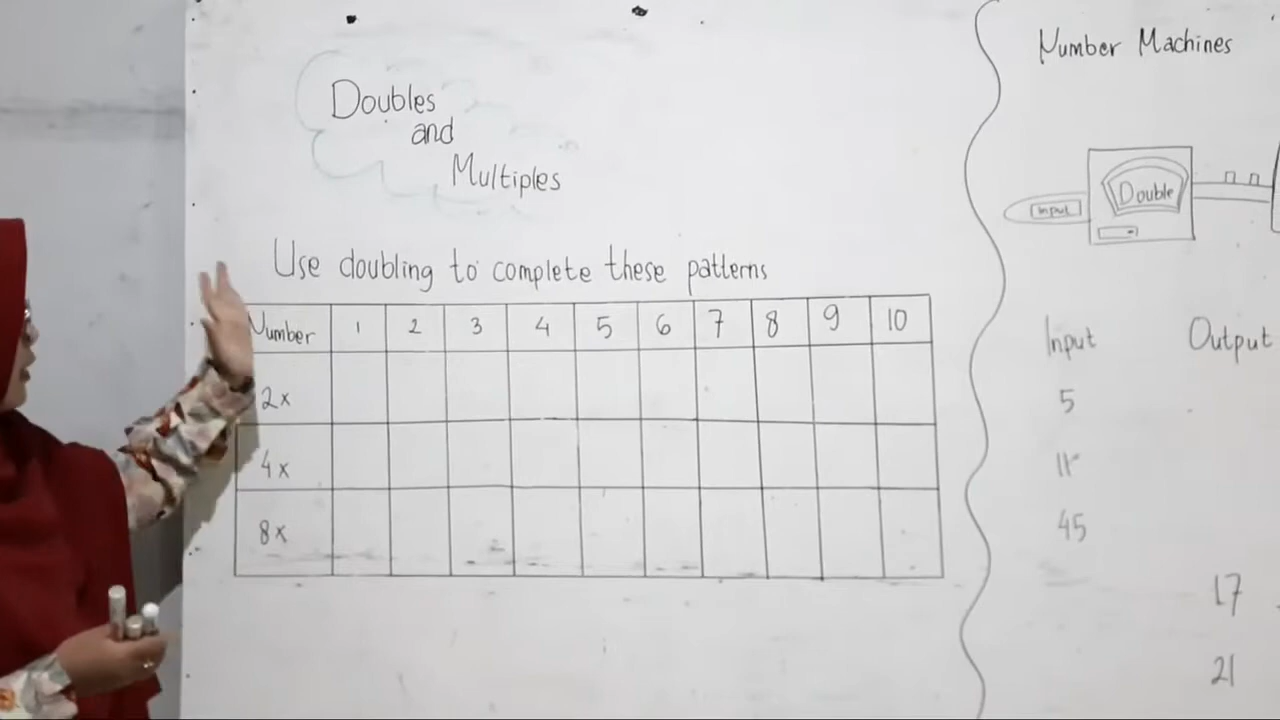 Doubles
and
Multiples
Use doubling to complete these patterns
Number 1 2 3 4 5 6 7 8 9 10
2x
4x
8x
Number Machines
Input
Double
Input Output
5
11
45
17
21